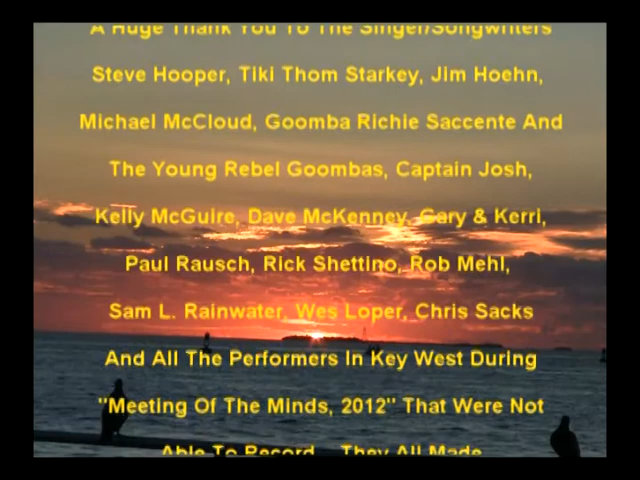 A Huge Thank You To The Singer/Songwriters
Steve Hooper, Tiki Thom Starkey, Jim Hoehn,
Michael McCloud, Goomba Richie Saccente And
The Young Rebel Goombas, Captain Josh,
Kelly McGuire, Dave McKenney, Gary & Kerri,
Paul Rausch, Rick Shettino, Rob Mehl,
Sam L. Rainwater, Wes Loper, Chris Sacks
And All The Performers In Key West During
"Meeting Of The Minds, 2012" That Were Not
Able To Record... They All Made